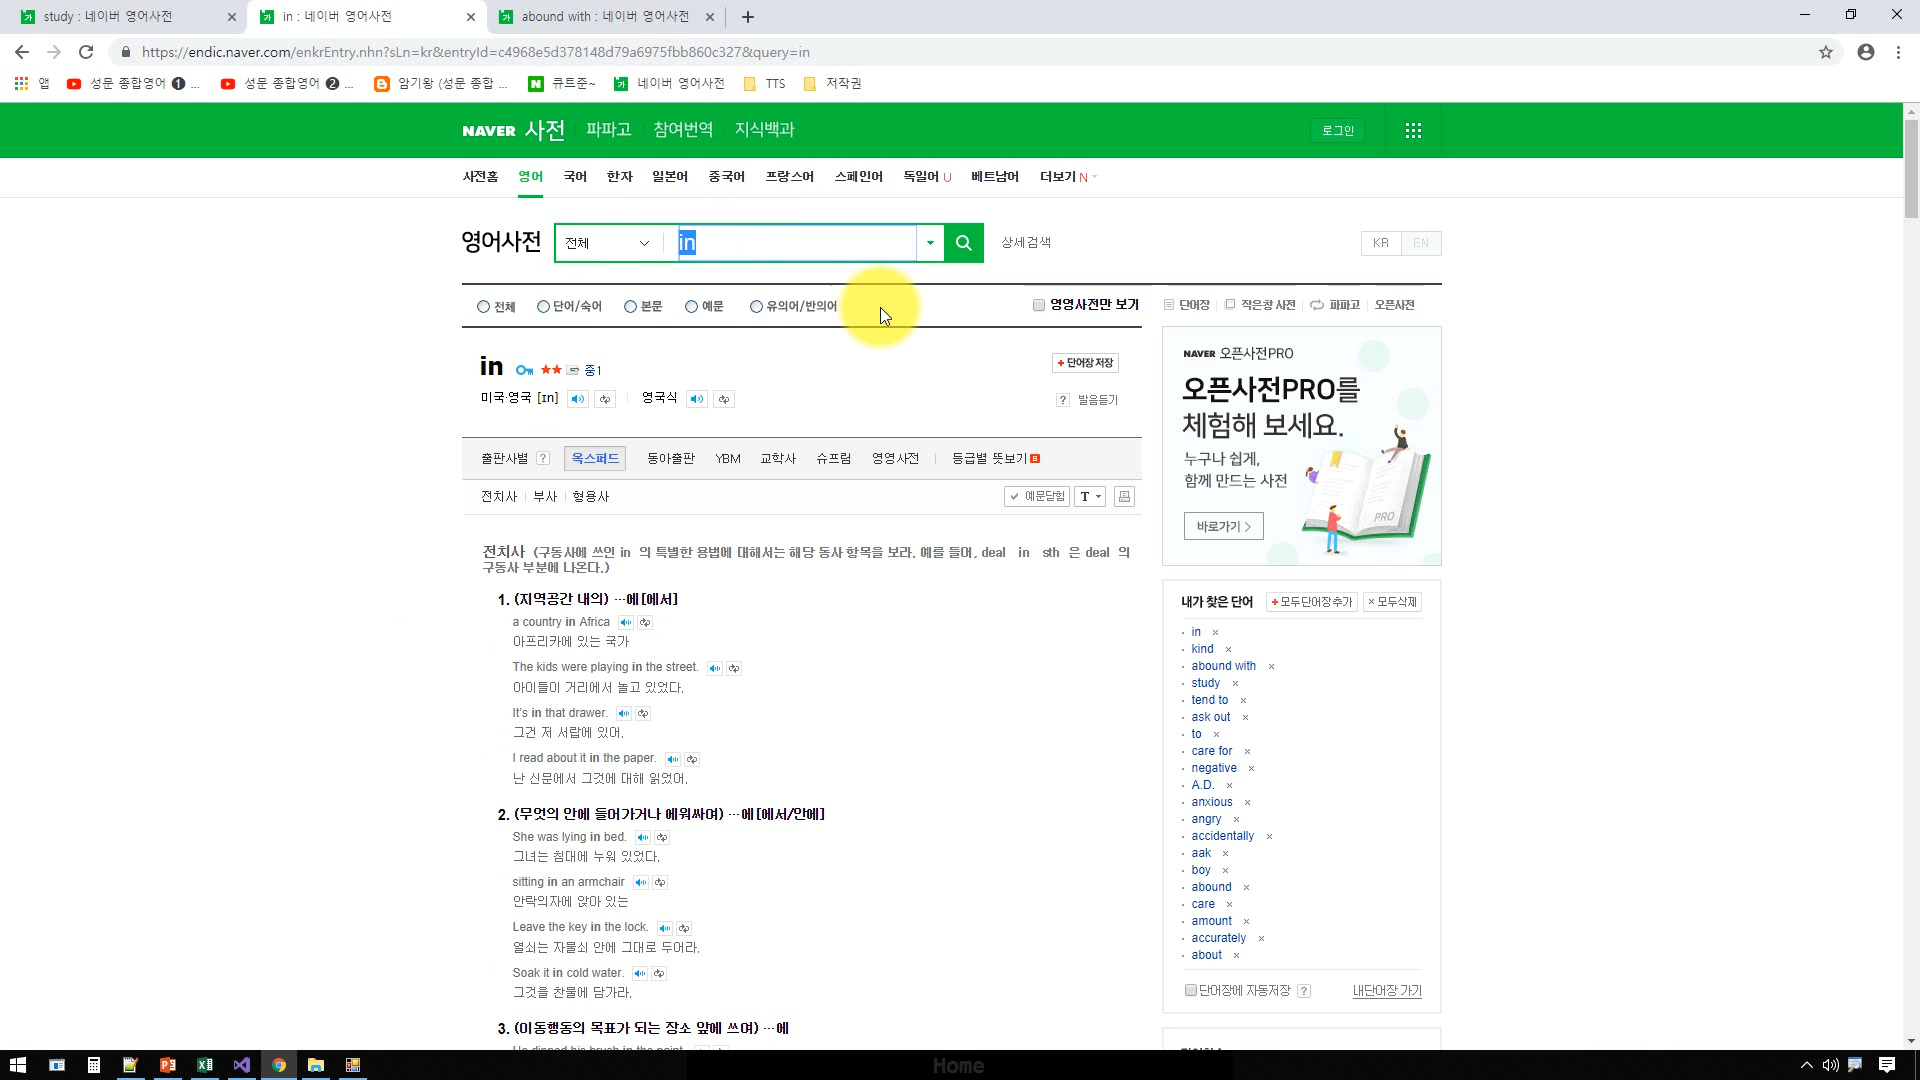 study : 네이버 영어사전
in : 네이버 영어사전
abound with : 네이버 영어사전
https://endic.naver.com/enkrEntry.nhn?sLn=kr&entryId=c4968e5d378148d79a6975fbb860c327&query=in
앱
성문 종합영어 ❶ ...
성문 종합영어 ❷ ...
암기왕 (성문 종합 ...
큐트준~
네이버 영어사전
TTS
저작권
NAVER 사전 파파고 참여번역 지식백과
로그인
사전홈 영어 국어 한자 일본어 중국어 프랑스어 스페인어 독일어 U 베트남어 더보기 N
영어사전 전체 in 상세검색
KR EN
전체 단어/숙어 본문 예문 유의어/반의어
영영사전만 보기
단어장 작은창 사전 파파고 오픈사전
in ★★ 중1
+ 단어장 저장
미국·영국 [ɪn] 영국식
? 발음듣기
출판사별 ? 옥스퍼드 동아출판 YBM 교학사 슈프림 영영사전 등급별 뜻보기
전치사 부사 형용사
예문닫힘 T
전치사 (구동사에 쓰인 in 의 특별한 용법에 대해서는 해당 동사 항목을 보라. 예를 들어, deal in sth 은 deal 의
구동사 부분에 나온다.)
1. (지역공간 내의) …에[에서]
a country in Africa
아프리카에 있는 국가
The kids were playing in the street.
아이들이 거리에서 놀고 있었다.
It's in that drawer.
그건 저 서랍에 있어.
I read about it in the paper.
난 신문에서 그것에 대해 읽었어.
2. (무엇의 안에 들어가거나 에워싸여) …에[에서/안에]
She was lying in bed.
그녀는 침대에 누워 있었다.
sitting in an armchair
안락의자에 앉아 있는
Leave the key in the lock.
열쇠는 자물쇠 안에 그대로 두어라.
Soak it in cold water.
그것을 찬물에 담가라.
3. (이동행동의 목표가 되는 장소 앞에 쓰여) …에
NAVER 오픈사전PRO
오픈사전PRO를
체험해 보세요.
누구나 쉽게,
함께 만드는 사전
PRO
바로가기 >
내가 찾은 단어 + 모두단어장추가 × 모두삭제
in ×
kind ×
abound with ×
study ×
tend to ×
ask out ×
to ×
care for ×
negative ×
A.D. ×
anxious ×
angry ×
accidentally ×
aak ×
boy ×
abound ×
care ×
amount ×
accurately ×
about ×
단어장에 자동저장 ? 내단어장 가기
Home